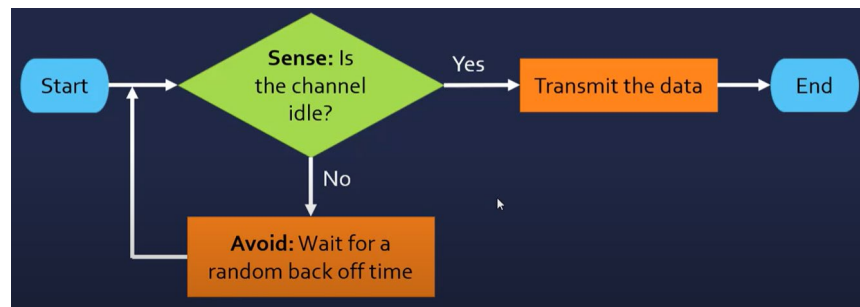 Start
Sense: Is
the channel
idle?
Yes
Transmit the data
End
No
Avoid: Wait for a
random back off time